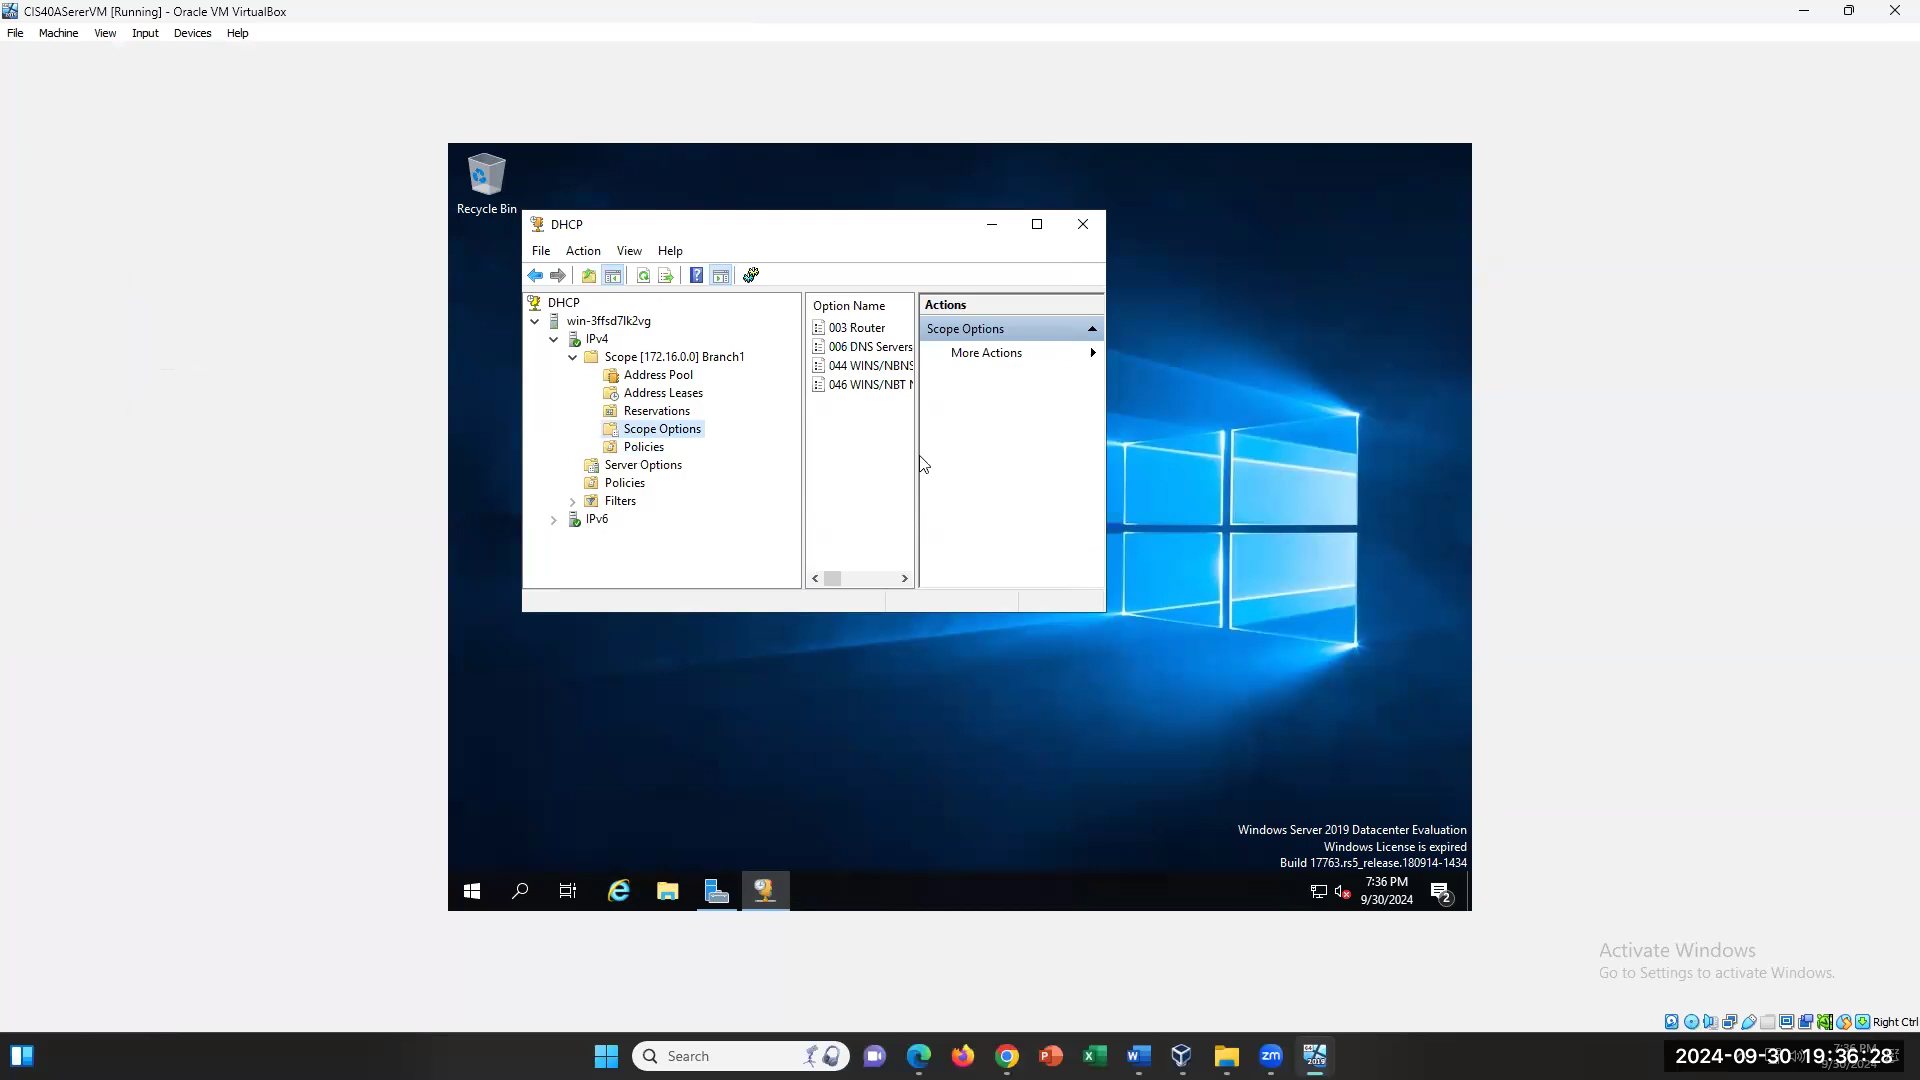 CIS40ASererVM [Running] - Oracle VM VirtualBox
File Machine View Input Devices Help
Recycle Bin
DHCP
File Action View Help
DHCP
win-3ffsd7lk2vg
IPv4
Scope [172.16.0.0] Branch1
Address Pool
Address Leases
Reservations
Scope Options
Policies
Server Options
Policies
Filters
IPv6
Option Name
003 Router
006 DNS Servers
044 WINS/NBNS
046 WINS/NBT
Actions
Scope Options
More Actions
Windows Server 2019 Datacenter Evaluation
Windows License is expired
Build 17763.rs5_release.180914-1434
7:36 PM
9/30/2024
2
Activate Windows
Go to Settings to activate Windows.
Right Ctrl
Search
zm
2019
2024-09-30 19:36:28